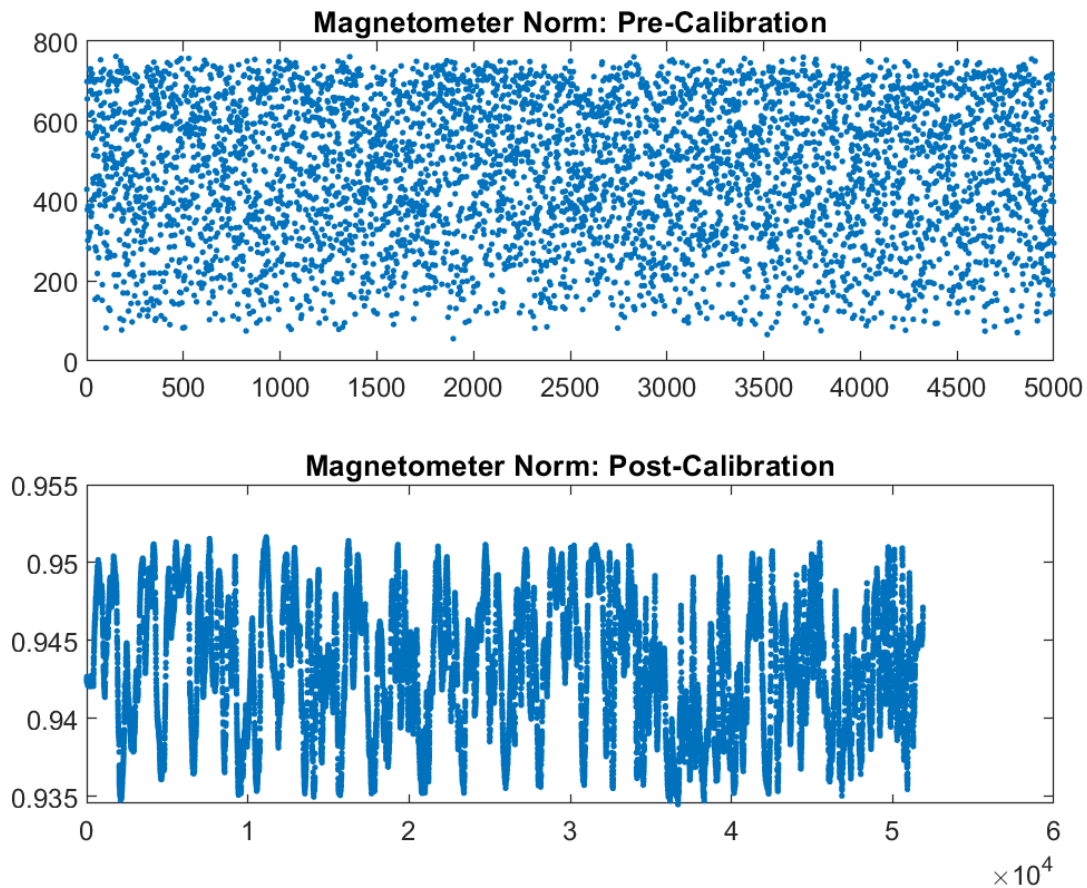 Magnetometer Norm: Pre-Calibration
800
600
400
200
0
0 500 1000 1500 2000 2500 3000 3500 4000 4500 5000
Magnetometer Norm: Post-Calibration
0.955
0.95
0.945
0.94
0.935
0 1 2 3 4 5 6
×10⁴